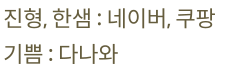 진형, 한샘 : 네이버, 쿠팡
기쁨 : 다나와